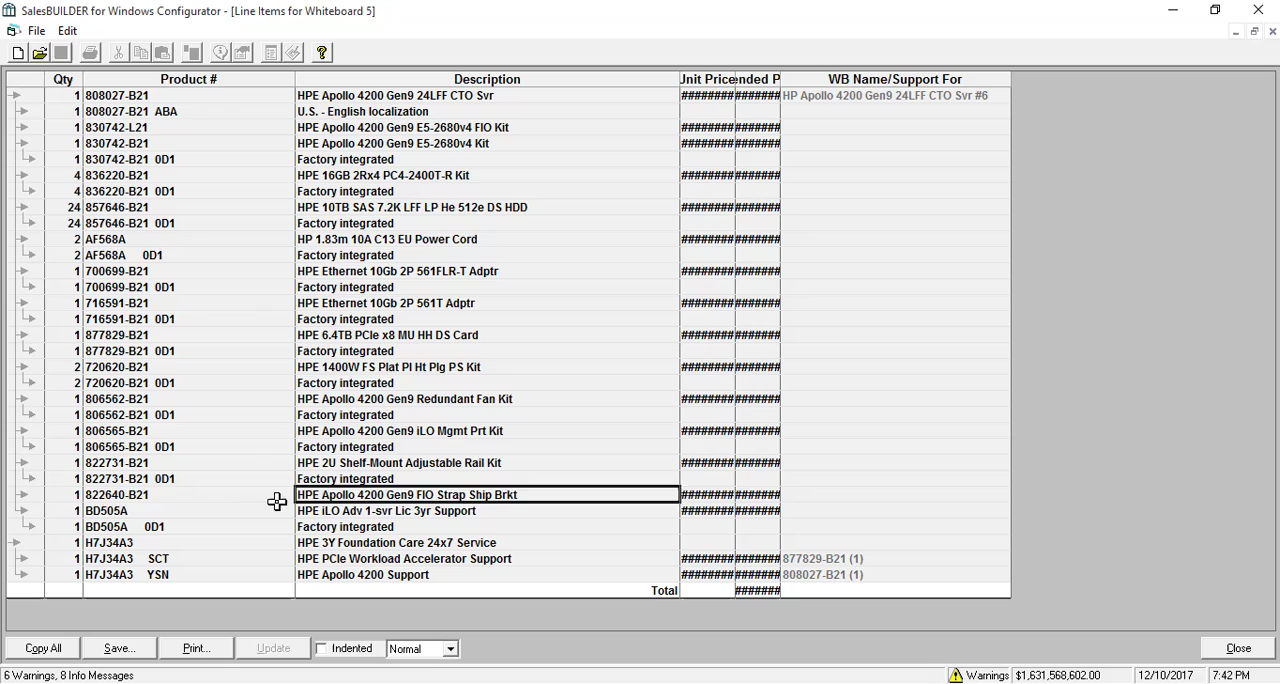 SalesBUILDER for Windows Configurator - [Line Items for Whiteboard 5]
File Edit
Qty Product # Description Unit Price ended P WB Name/Support For
1 808027-B21 HPE Apollo 4200 Gen9 24LFF CTO Svr ######## ####### HP Apollo 4200 Gen9 24LFF CTO Svr #6
1 808027-B21 ABA U.S. - English localization
1 830742-L21 HPE Apollo 4200 Gen9 E5-2680v4 FIO Kit ######## #######
1 830742-B21 HPE Apollo 4200 Gen9 E5-2680v4 Kit ######## #######
1 830742-B21 0D1 Factory integrated
4 836220-B21 HPE 16GB 2Rx4 PC4-2400T-R Kit ######## #######
4 836220-B21 0D1 Factory integrated
24 857646-B21 HPE 10TB SAS 7.2K LFF LP He 512e DS HDD ######## #######
24 857646-B21 0D1 Factory integrated
2 AF568A HP 1.83m 10A C13 EU Power Cord ######## #######
2 AF568A 0D1 Factory integrated
1 700699-B21 HPE Ethernet 10Gb 2P 561FLR-T Adptr ######## #######
1 700699-B21 0D1 Factory integrated
1 716591-B21 HPE Ethernet 10Gb 2P 561T Adptr ######## #######
1 716591-B21 0D1 Factory integrated
1 877829-B21 HPE 6.4TB PCIe x8 MU HH DS Card ######## #######
1 877829-B21 0D1 Factory integrated
2 720620-B21 HPE 1400W FS Plat Pl Ht Plg PS Kit ######## #######
2 720620-B21 0D1 Factory integrated
1 806562-B21 HPE Apollo 4200 Gen9 Redundant Fan Kit ######## #######
1 806562-B21 0D1 Factory integrated
1 806565-B21 HPE Apollo 4200 Gen9 iLO Mgmt Prt Kit ######## #######
1 806565-B21 0D1 Factory integrated
1 822731-B21 HPE 2U Shelf-Mount Adjustable Rail Kit ######## #######
1 822731-B21 0D1 Factory integrated
1 822640-B21 HPE Apollo 4200 Gen9 FIO Strap Ship Brkt ######## #######
1 BD505A HPE iLO Adv 1-svr Lic 3yr Support ######## #######
1 BD505A 0D1 Factory integrated
1 H7J34A3 HPE 3Y Foundation Care 24x7 Service
1 H7J34A3 SCT HPE PCIe Workload Accelerator Support ######## ####### 877829-B21 (1)
1 H7J34A3 YSN HPE Apollo 4200 Support ######## ####### 808027-B21 (1)
Total #######
Copy All Save... Print... Update Indented Normal Close
6 Warnings, 8 Info Messages Warnings $1,631,568,602.00 12/10/2017 7:42 PM